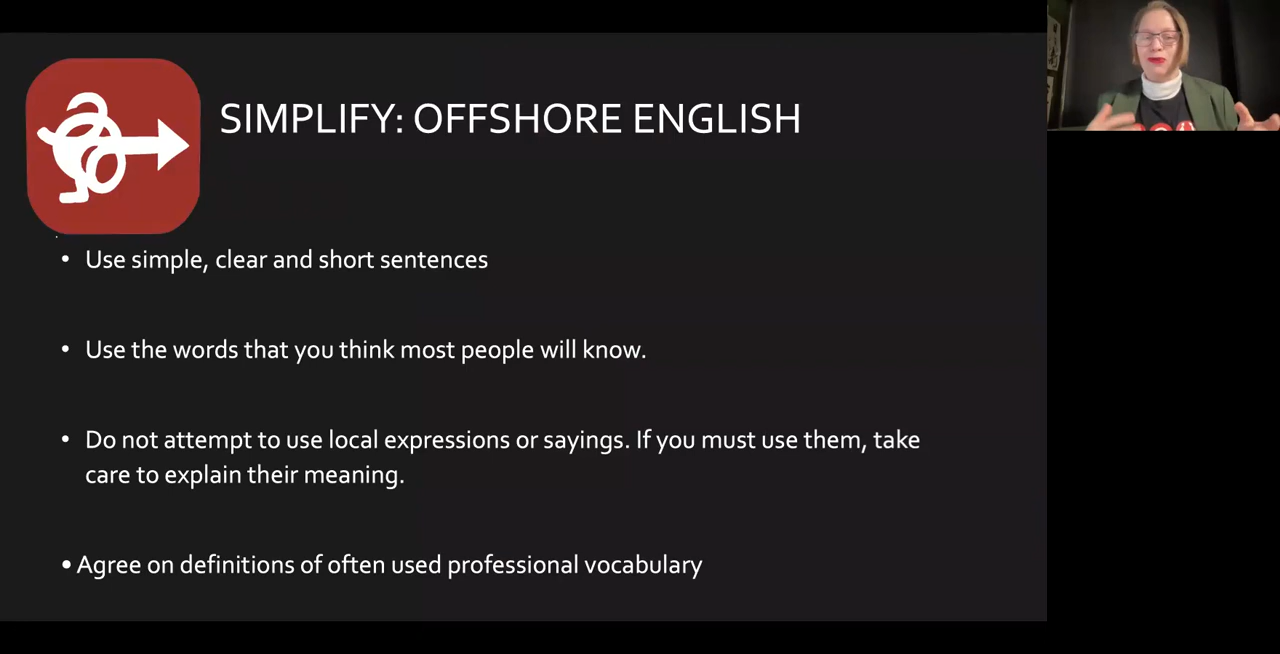 SIMPLIFY: OFFSHORE ENGLISH
• Use simple, clear and short sentences
• Use the words that you think most people will know.
• Do not attempt to use local expressions or sayings. If you must use them, take
care to explain their meaning.
• Agree on definitions of often used professional vocabulary